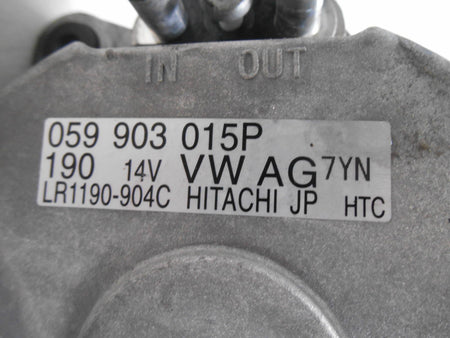 IN OUT
059 903 015P
190 14V VW AG 7YN
LR1190-904C HITACHI JP HTC